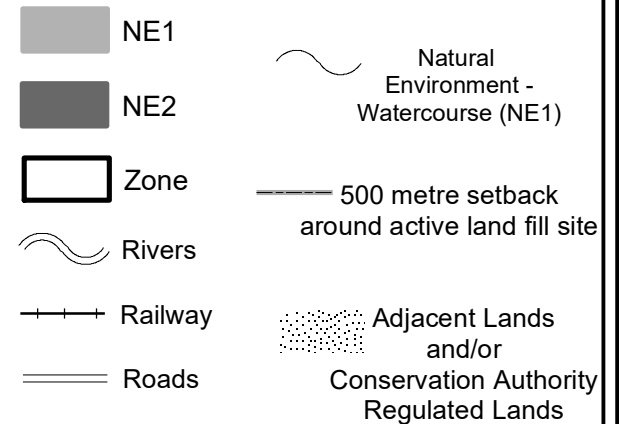 NE1
NE2
Zone
Rivers
Railway
Roads
Natural
Environment -
Watercourse (NE1)
500 metre setback
around active land fill site
Adjacent Lands
and/or
Conservation Authority
Regulated Lands